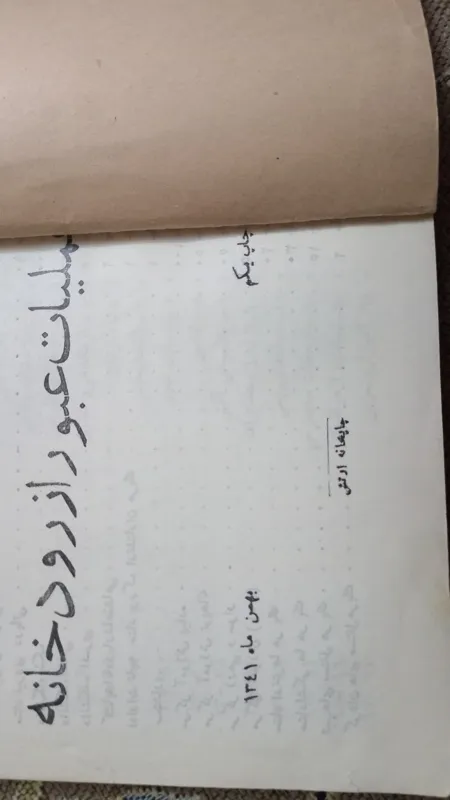 عملیات عبور از رودخانه
چاپ یکم
بهمن ماه ۱۳۴۱
چاپخانه ارتش